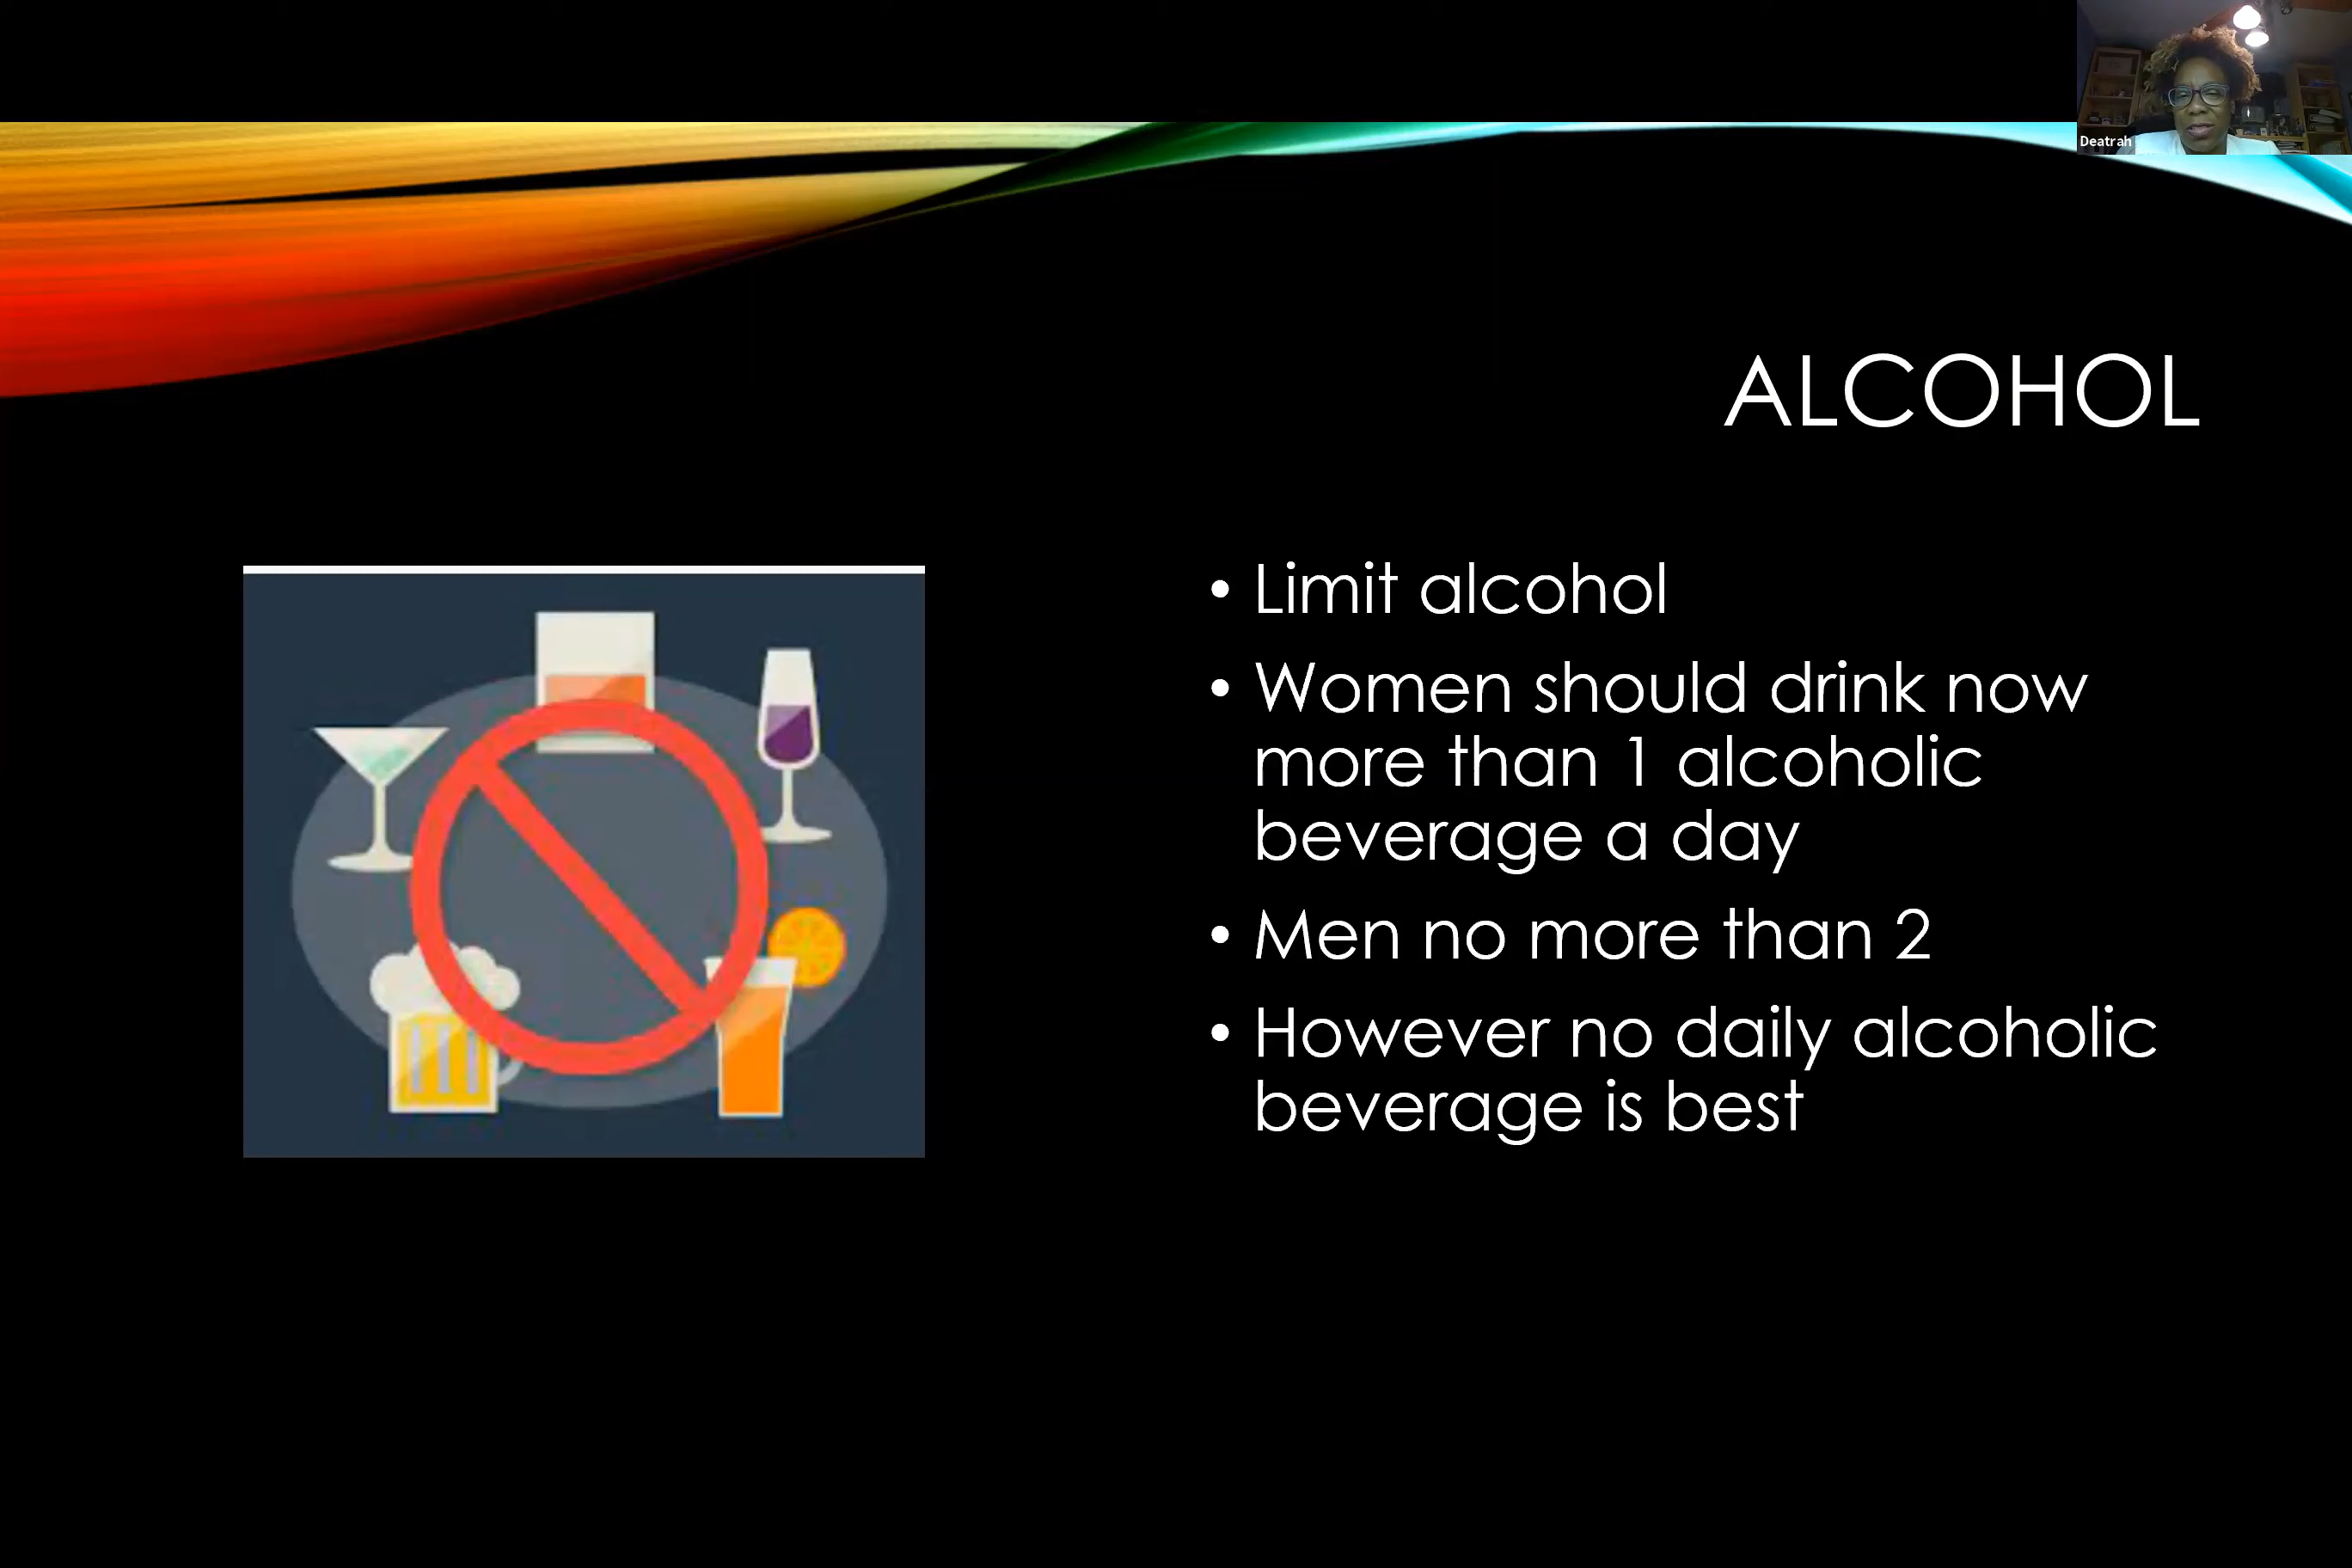 Deatrah
ALCOHOL
• Limit alcohol
• Women should drink now
more than 1 alcoholic
beverage a day
• Men no more than 2
• However no daily alcoholic
beverage is best